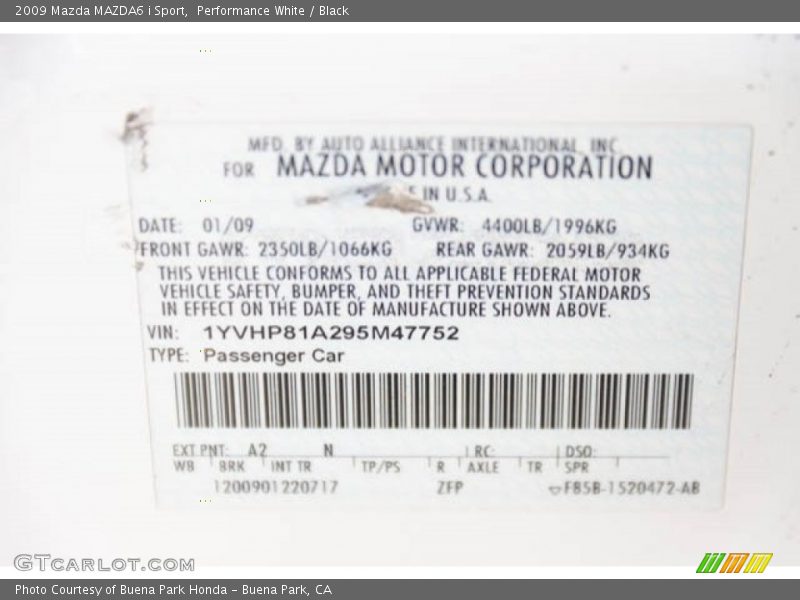 2009 Mazda MAZDA6 i Sport,  Performance White / Black
MFD. BY AUTO ALLIANCE INTERNATIONAL, INC.
FOR MAZDA MOTOR CORPORATION
IN U.S.A.
DATE: 01/09 GVWR: 4400LB/1996KG
FRONT GAWR: 2350LB/1066KG REAR GAWR: 2059LB/934KG
THIS VEHICLE CONFORMS TO ALL APPLICABLE FEDERAL MOTOR
VEHICLE SAFETY, BUMPER, AND THEFT PREVENTION STANDARDS
IN EFFECT ON THE DATE OF MANUFACTURE SHOWN ABOVE.
VIN: 1YVHP81A295M47752
TYPE: Passenger Car
EXT PNT: A2 N RC: DSO:
WB BRK INT TR TP/PS R AXLE TR SPR
1200901220717 ZFP F85B-1520472-AB
GTCARLOT.COM
Photo Courtesy of Buena Park Honda - Buena Park, CA